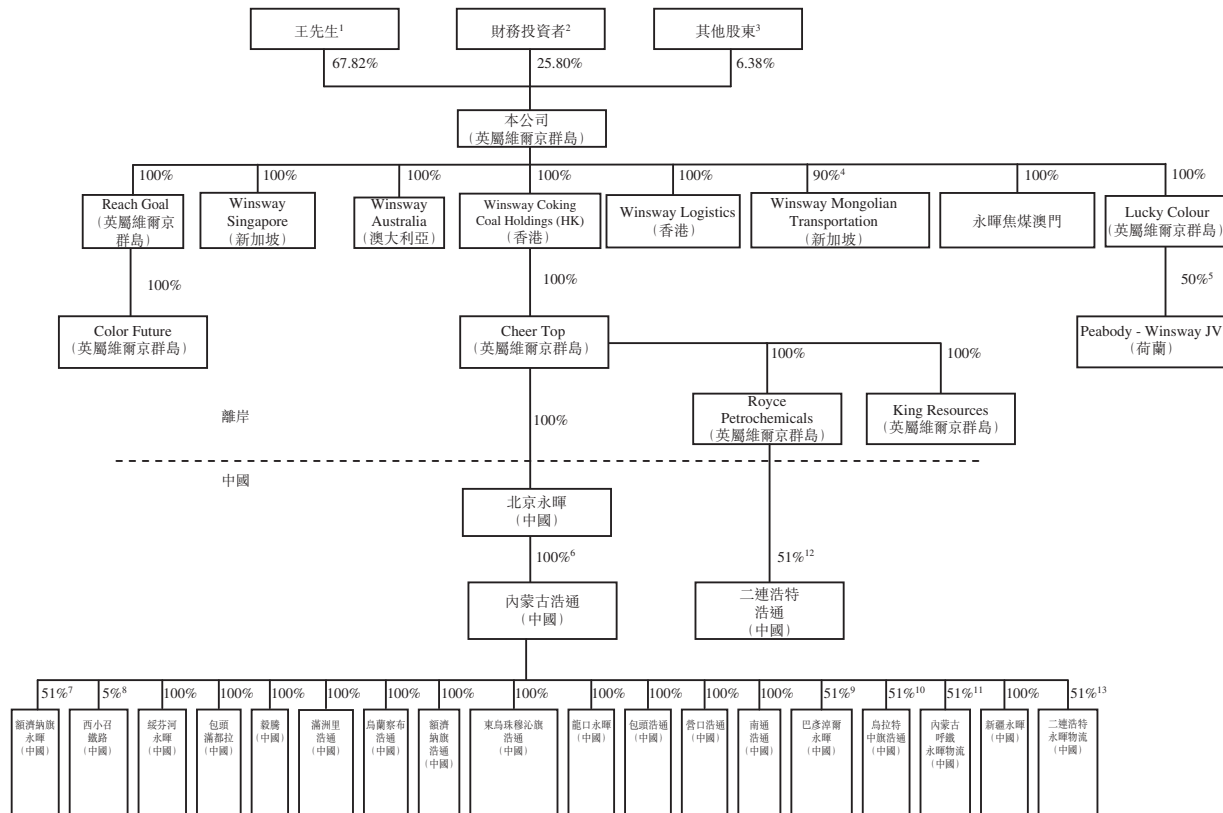 王先生1
財務投資者2
其他股東3
67.82%
25.80%
6.38%
本公司
(英屬維爾京群島)
100%
100%
100%
100%
100%
90%4
100%
100%
Reach Goal
(英屬維爾京
群島)
Winsway
Singapore
(新加坡)
Winsway
Australia
(澳大利亞)
Winsway Coking
Coal Holdings (HK)
(香港)
Winsway Logistics
(香港)
Winsway Mongolian
Transportation
(新加坡)
永暉焦煤澳門
Lucky Colour
(英屬維爾京群島)
100%
100%
50%5
Color Future
(英屬維爾京群島)
Cheer Top
(英屬維爾京群島)
Peabody - Winsway JV
(荷蘭)
100%
100%
Royce
Petrochemicals
(英屬維爾京群島)
King Resources
(英屬維爾京群島)
離岸
100%
中國
北京永暉
(中國)
100%6
51%12
內蒙古浩通
(中國)
二連浩特
浩通
(中國)
51%7
5%8
100%
100%
100%
100%
100%
100%
100%
100%
100%
100%
100%
51%9
51%10
51%11
100%
51%13
額濟納旗
永暉
(中國)
西小召
鐵路
(中國)
綏芬河
永暉
(中國)
包頭
滿都拉
(中國)
毅騰
(中國)
滿洲里
浩通
(中國)
烏蘭察布
浩通
(中國)
額濟
納旗
浩通
(中國)
東烏珠穆沁旗
浩通
(中國)
龍口永暉
(中國)
包頭浩通
(中國)
營口浩通
(中國)
南通
浩通
(中國)
巴彥淖爾
永暉
(中國)
烏拉特
中旗浩通
(中國)
內蒙古
呼鐵
永暉物流
(中國)
新疆永暉
(中國)
二連浩特
永暉物流
(中國)